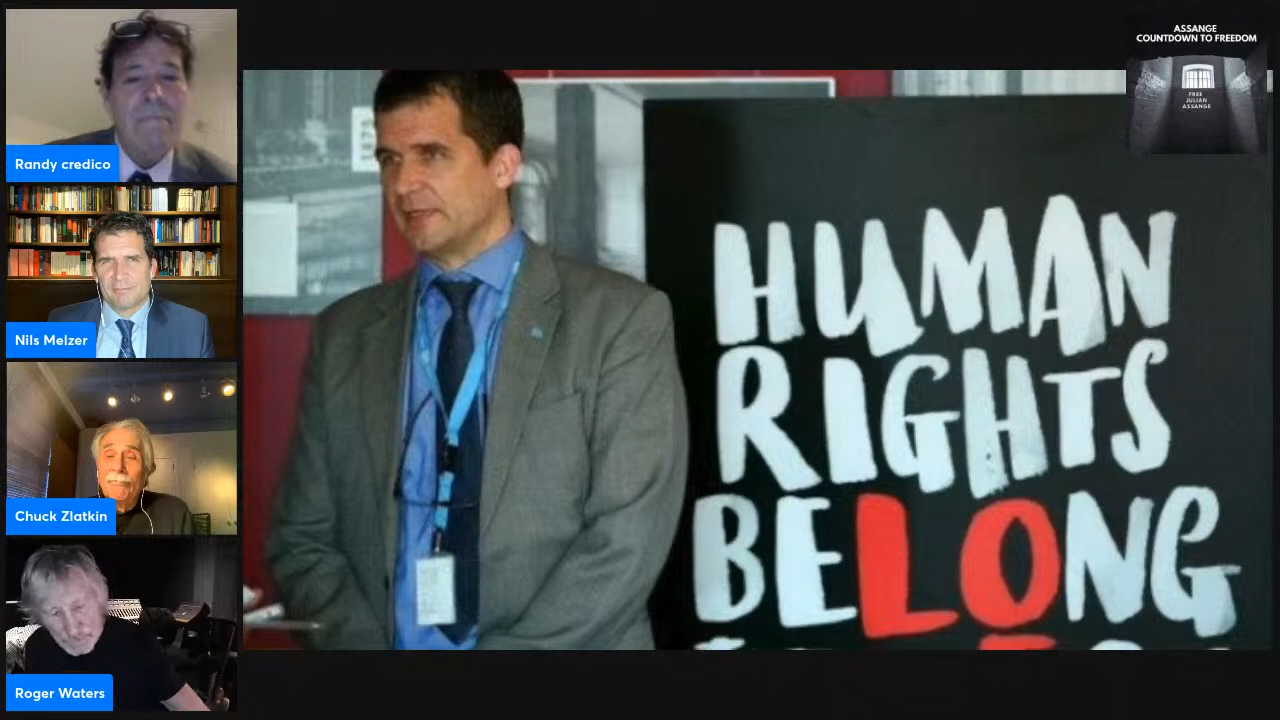 Randy credico
Nils Melzer
Chuck Zlatkin
Roger Waters
HUMAN
RIGHTS
BELONG
ASSANGE
COUNTDOWN TO FREEDOM
FREE
JULIAN
ASSANGE